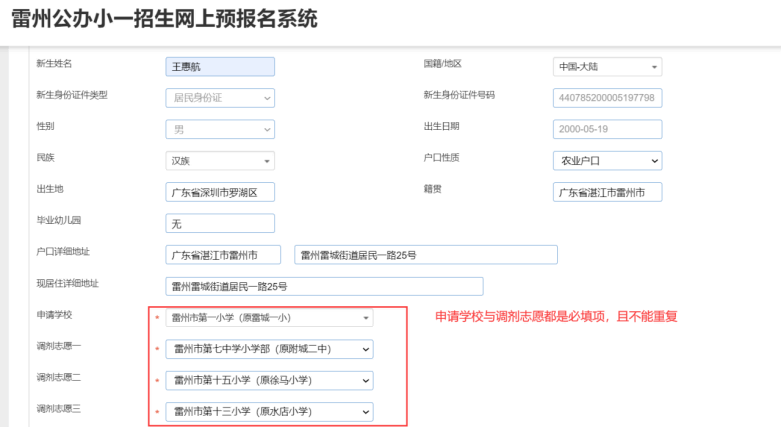 雷州公办小一招生网上预报名系统
新生姓名 王惠航 国籍/地区 中国-大陆
新生身份证件类型 居民身份证 新生身份证件号码 440785200005197798
性别 男 出生日期 2000-05-19
民族 汉族 户口性质 农业户口
出生地 广东省深圳市罗湖区 籍贯 广东省湛江市雷州市
毕业幼儿园 无
户口详细地址 广东省湛江市雷州市 雷州雷城街道居民一路25号
现居住详细地址 雷州雷城街道居民一路25号
申请学校 * 雷州市第一小学（原雷城一小） 申请学校与调剂志愿都是必填项，且不能重复
调剂志愿一 * 雷州市第七中学小学部（原附城二中）
调剂志愿二 * 雷州市第十五小学（原徐马小学）
调剂志愿三 * 雷州市第十三小学（原水店小学）